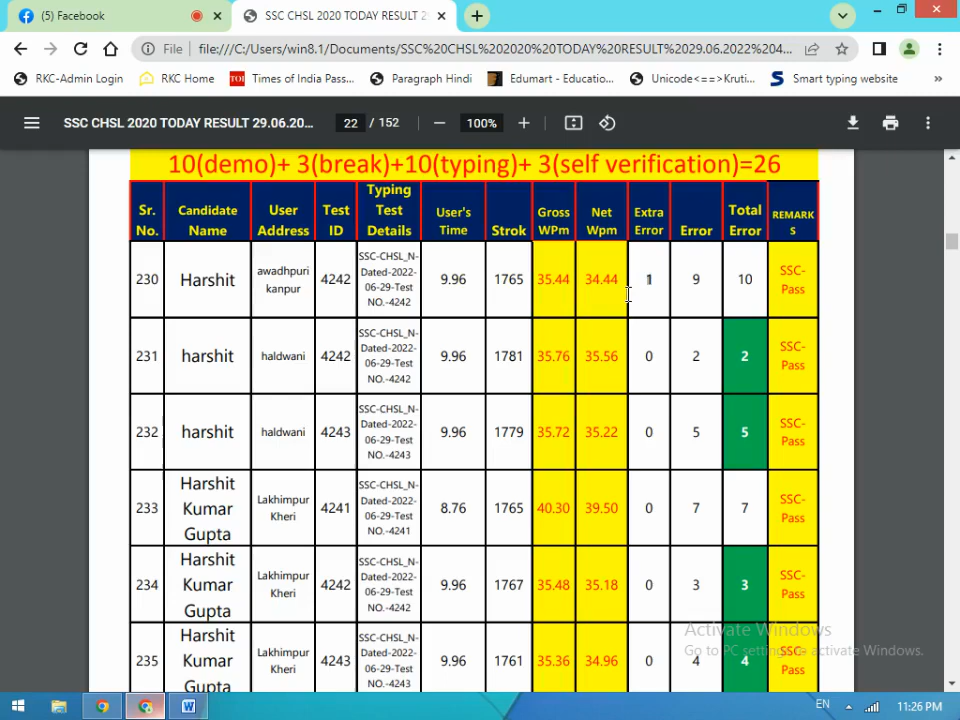 (5) Facebook
SSC CHSL 2020 TODAY RESULT 29
File file:///C:/Users/win8.1/Documents/SSC%20CHSL%202020%20TODAY%20RESULT%2029.06.2022%204...
RKC-Admin Login RKC Home TOI Times of India Pass... Paragraph Hindi Edumart - Educatio... Unicode<==>Kruti... Smart typing website »
SSC CHSL 2020 TODAY RESULT 29.06.20... 22 / 152 100%
10(demo)+ 3(break)+10(typing)+ 3(self verification)=26
Sr. No. Candidate Name User Address Test ID Typing Test Details User's Time Strok Gross WPm Net Wpm Extra Error Error Total Error REMARKS
230 Harshit awadhpuri kanpur 4242 SSC-CHSL_N-Dated-2022-06-29-Test NO.-4242 9.96 1765 35.44 34.44 1 9 10 SSC-Pass
231 harshit haldwani 4242 SSC-CHSL_N-Dated-2022-06-29-Test NO.-4242 9.96 1781 35.76 35.56 0 2 2 SSC-Pass
232 harshit haldwani 4243 SSC-CHSL_N-Dated-2022-06-29-Test NO.-4243 9.96 1779 35.72 35.22 0 5 5 SSC-Pass
233 Harshit Kumar Gupta Lakhimpur Kheri 4241 SSC-CHSL_N-Dated-2022-06-29-Test NO.-4241 8.76 1765 40.30 39.50 0 7 7 SSC-Pass
234 Harshit Kumar Gupta Lakhimpur Kheri 4242 SSC-CHSL_N-Dated-2022-06-29-Test NO.-4242 9.96 1767 35.48 35.18 0 3 3 SSC-Pass
235 Harshit Kumar Gupta Lakhimpur Kheri 4243 SSC-CHSL_N-Dated-2022-06-29-Test NO.-4243 9.96 1761 35.36 34.96 0 4 4 SSC-Pass
Activate Windows
Go to PC settings to activate Windows.
EN 11:26 PM